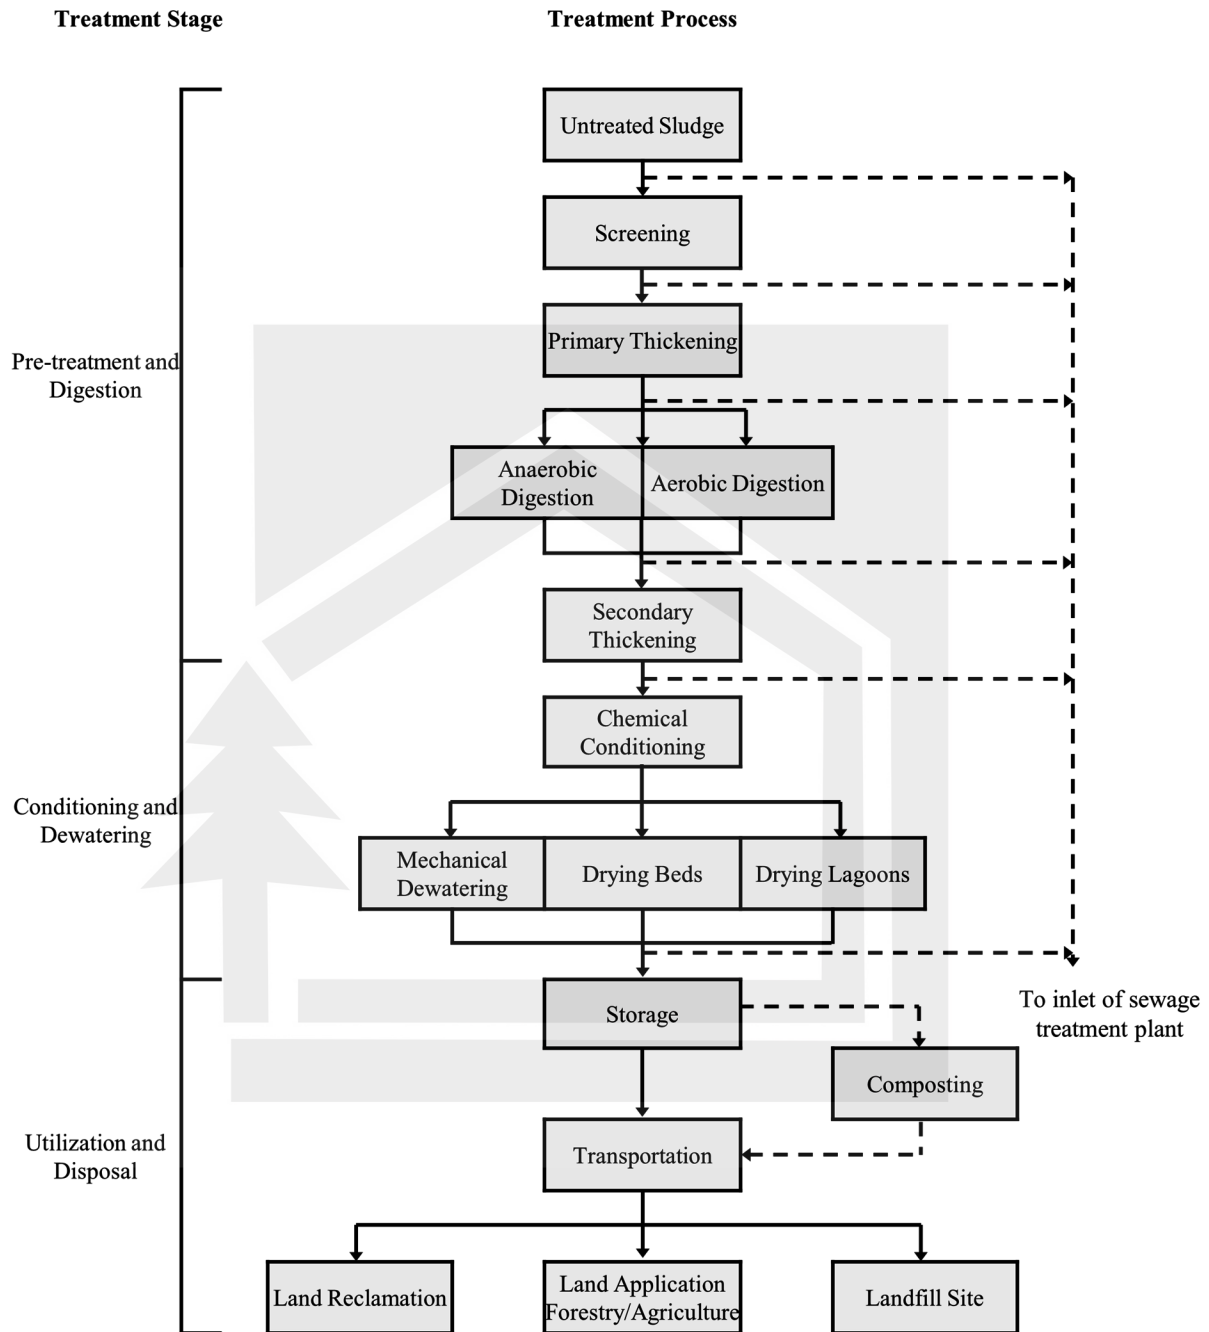 Treatment Stage
Treatment Process
Untreated Sludge
Screening
Primary Thickening
Pre-treatment and
Digestion
Anaerobic
Digestion
Aerobic Digestion
Secondary
Thickening
Chemical
Conditioning
Conditioning and
Dewatering
Mechanical
Dewatering
Drying Beds
Drying Lagoons
Storage
To inlet of sewage
treatment plant
Composting
Utilization and
Disposal
Transportation
Land Reclamation
Land Application
Forestry/Agriculture
Landfill Site